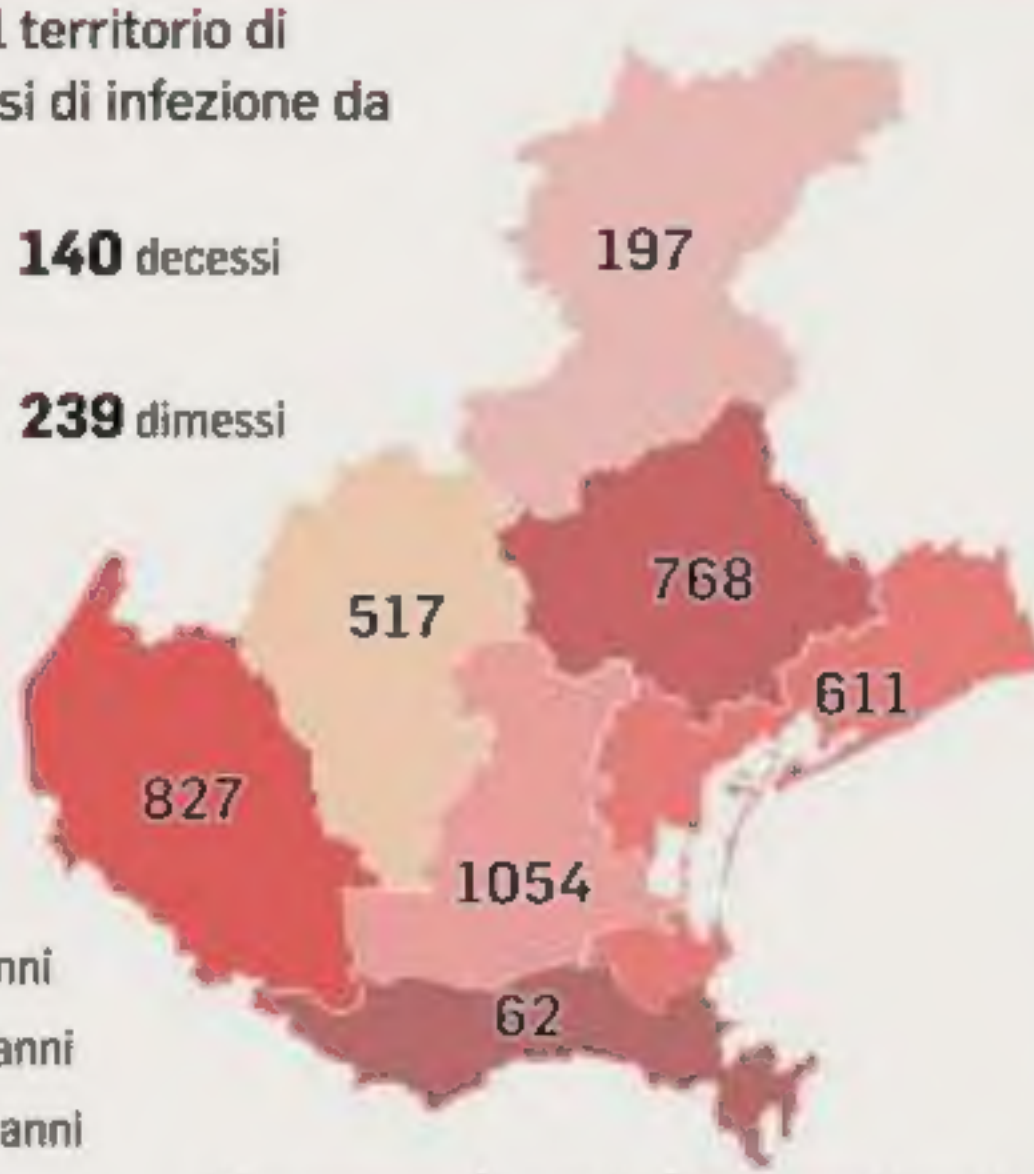 territorio di
si di infezione da
140 decessi
197
239 dimessi
517
768
611
827
1054
62
anni
anni